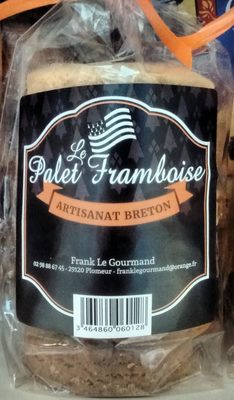 Le
Palet Framboise
ARTISANAT BRETON
Frank Le Gourmand
02 98 88 67 45 - 29120 Plomeur - franklegourmand@orange.fr
3 464860 060128